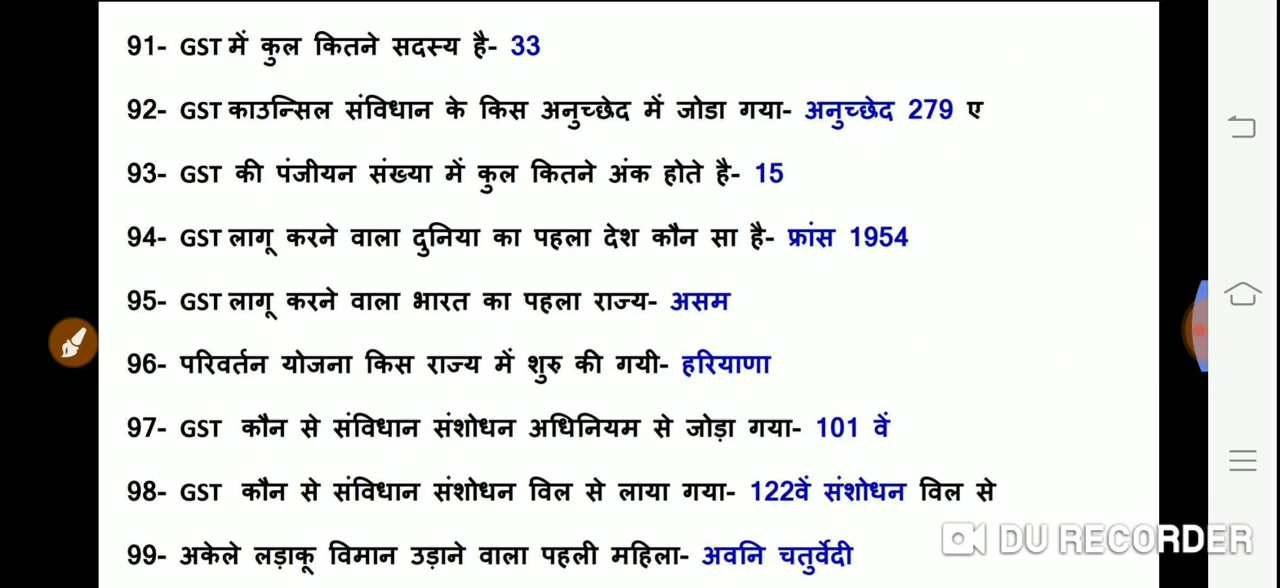 91- GST में कुल कितने सदस्य है- 33
92- GST काउन्सिल संविधान के किस अनुच्छेद में जोडा गया- अनुच्छेद 279 ए
93- GST की पंजीयन संख्या में कुल कितने अंक होते है- 15
94- GST लागू करने वाला दुनिया का पहला देश कौन सा है- फ्रांस 1954
95- GST लागू करने वाला भारत का पहला राज्य- असम
96- परिवर्तन योजना किस राज्य में शुरु की गयी- हरियाणा
97- GST कौन से संविधान संशोधन अधिनियम से जोड़ा गया- 101 वें
98- GST कौन से संविधान संशोधन विल से लाया गया- 122वें संशोधन विल से
DU RECORDER
99- अकेले लड़ाकू विमान उड़ाने वाला पहली महिला- अवनि चतुर्वेदी